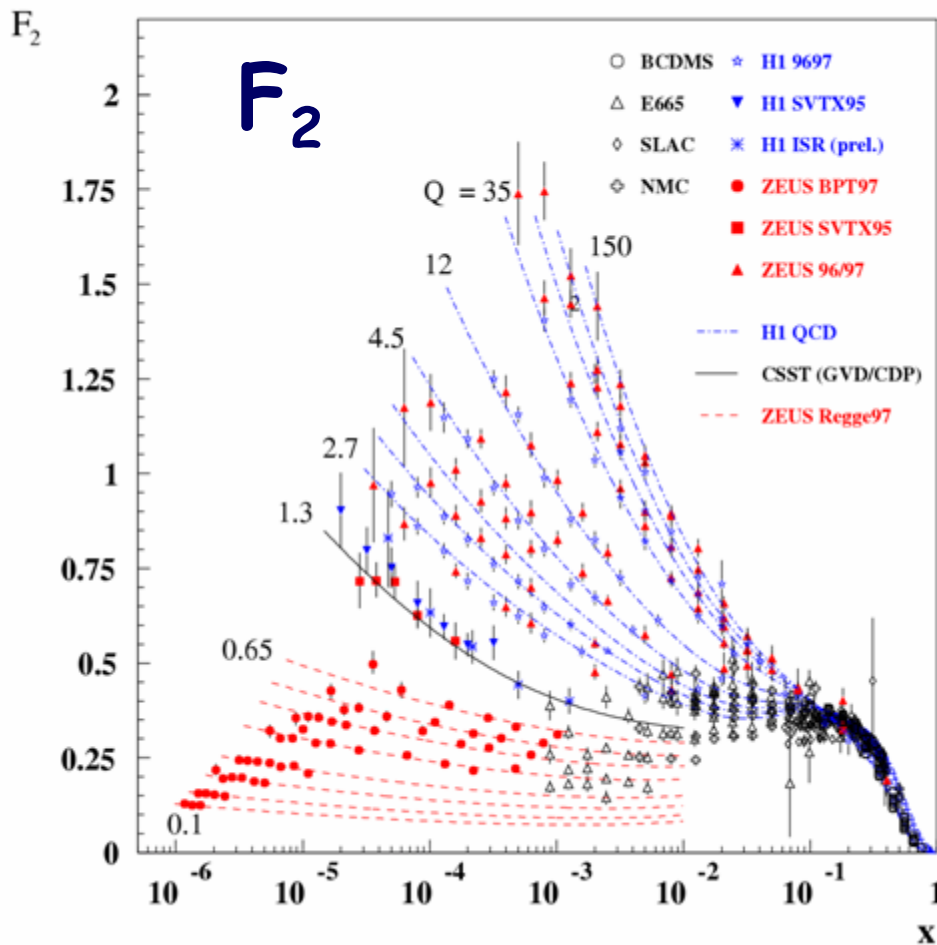 F2
F2
2
1.75
1.5
1.25
1
0.75
0.5
0.25
0
BCDMS
E665
SLAC
NMC
H1 9697
H1 SVTX95
H1 ISR (prel.)
ZEUS BPT97
ZEUS SVTX95
ZEUS 96/97
H1 QCD
CSST (GVD/CDP)
ZEUS Regge97
Q = 35
2
150
12
4.5
2.7
1.3
0.65
0.1
10 -6
10 -5
10 -4
10 -3
10 -2
10 -1
1
x